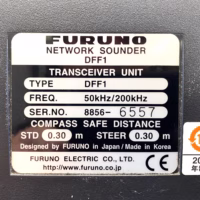 FURUNO
NETWORK SOUNDER
DFF1
TRANSCEIVER UNIT
TYPE DFF1
FREQ. 50kHz/200kHz
SER.NO. 8856-6557
COMPASS SAFE DISTANCE
STD 0.30 m STEER 0.30 m
Designed by FURUNO in Japan / Made in Korea
FURUNO ELECTRIC CO., LTD.
www.furuno.co.jp